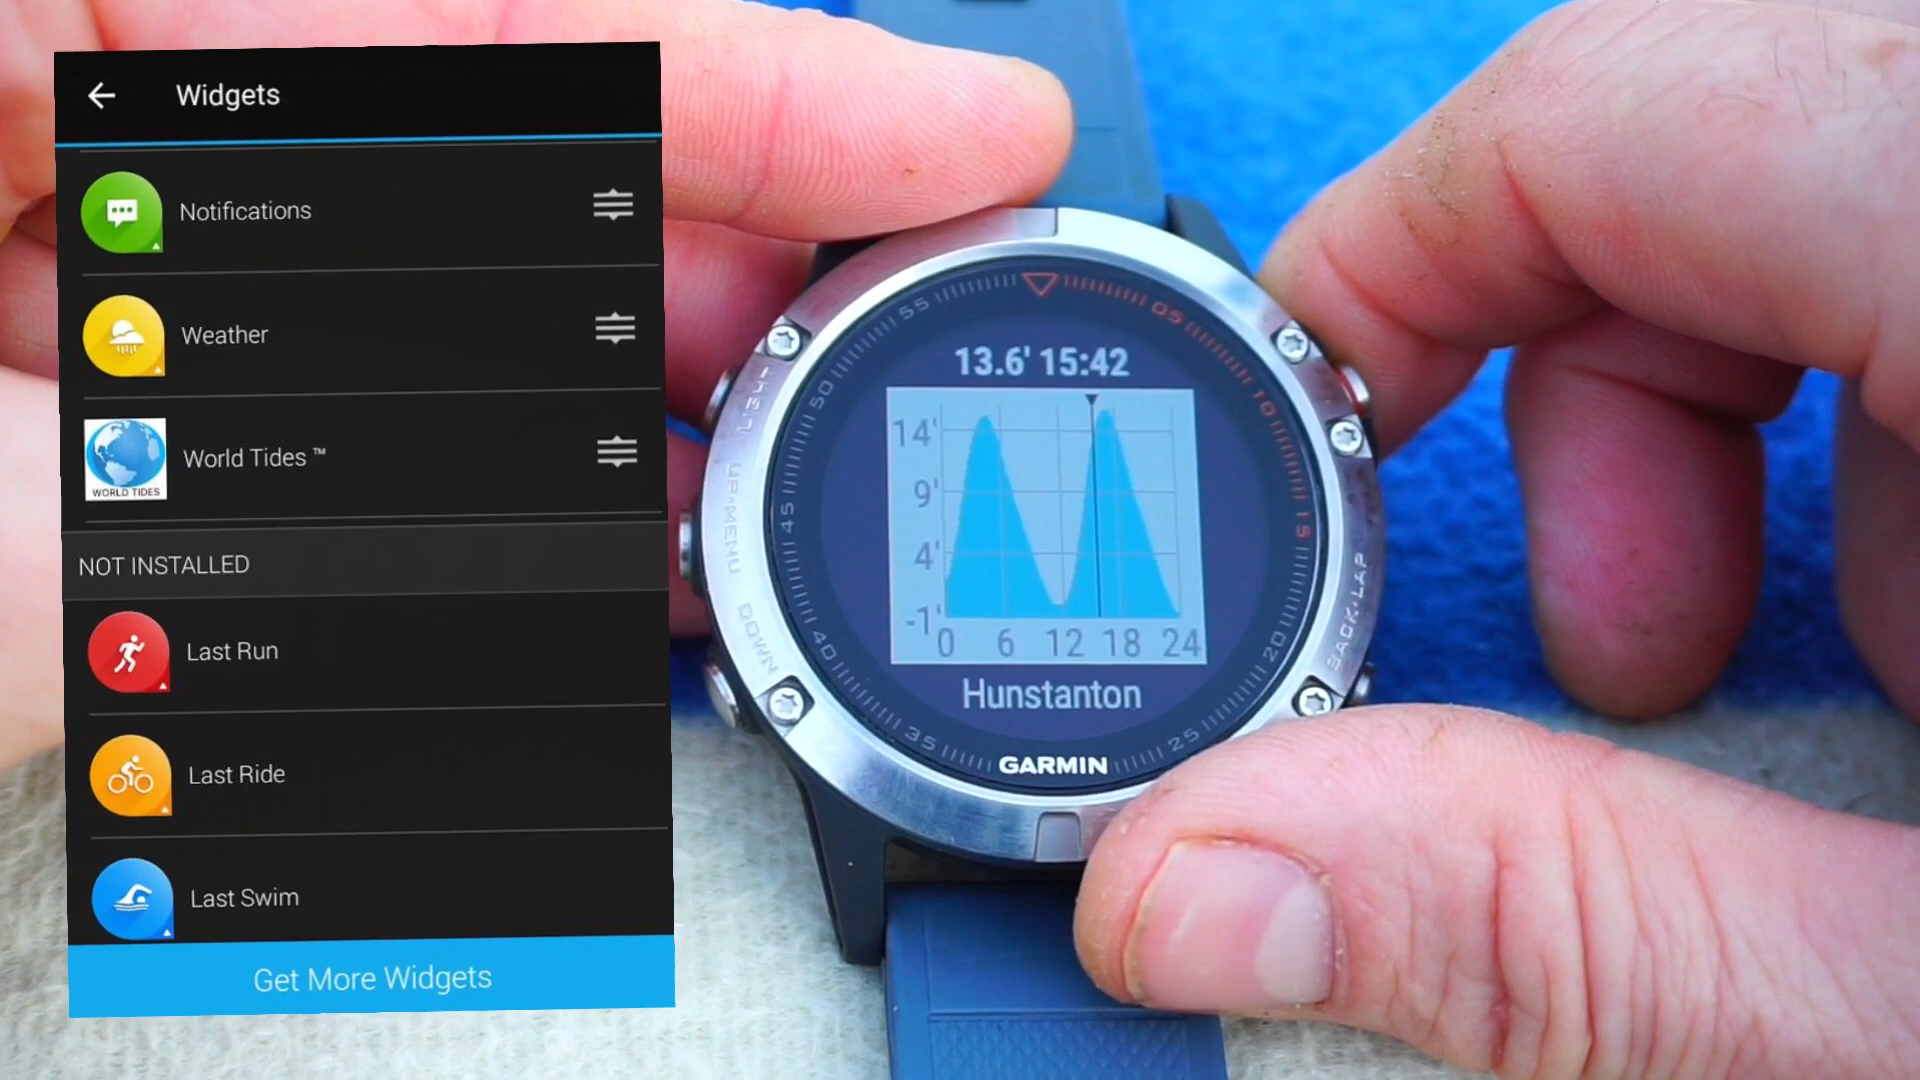 Widgets
Notifications
Weather
WORLD TIDES
World Tides ™
NOT INSTALLED
Last Run
Last Ride
Last Swim
Get More Widgets
13.6' 15:42
14'
9'
4'
-1'
0 6 12 18 24
Hunstanton
GARMIN
55
05
10
15
20
25
35
40
45
50
LIGHT
UP·MENU
DOWN
BACK·LAP